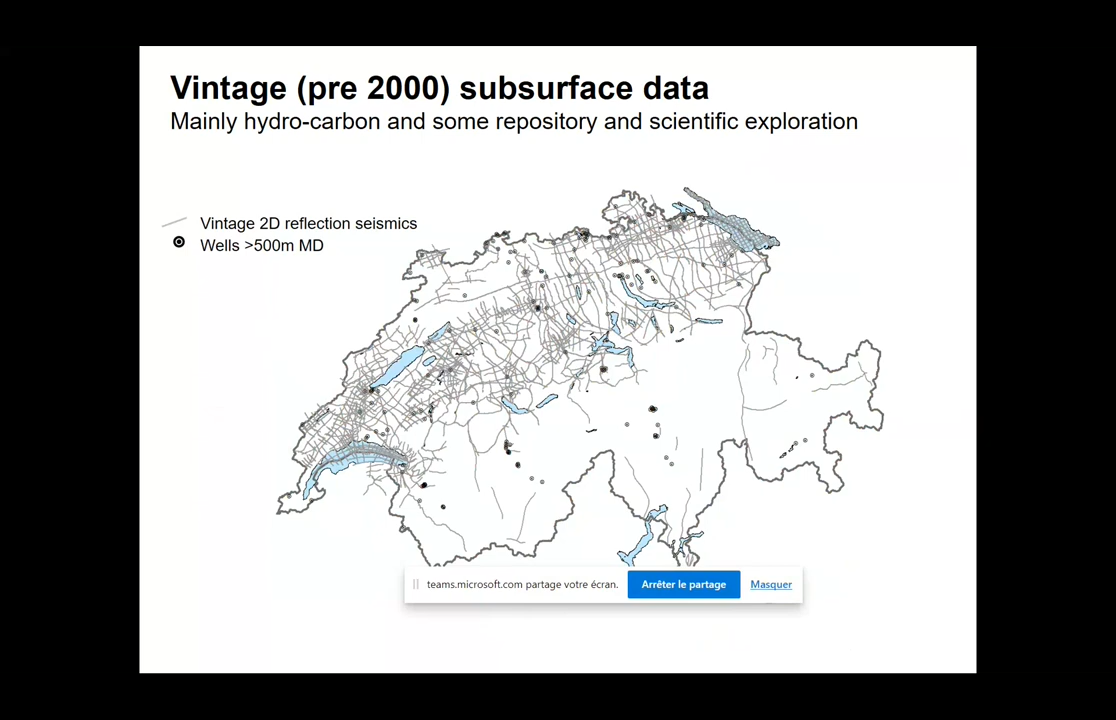 Vintage (pre 2000) subsurface data
Mainly hydro-carbon and some repository and scientific exploration
Vintage 2D reflection seismics
Wells >500m MD
teams.microsoft.com partage votre écran.
Arrêter le partage
Masquer